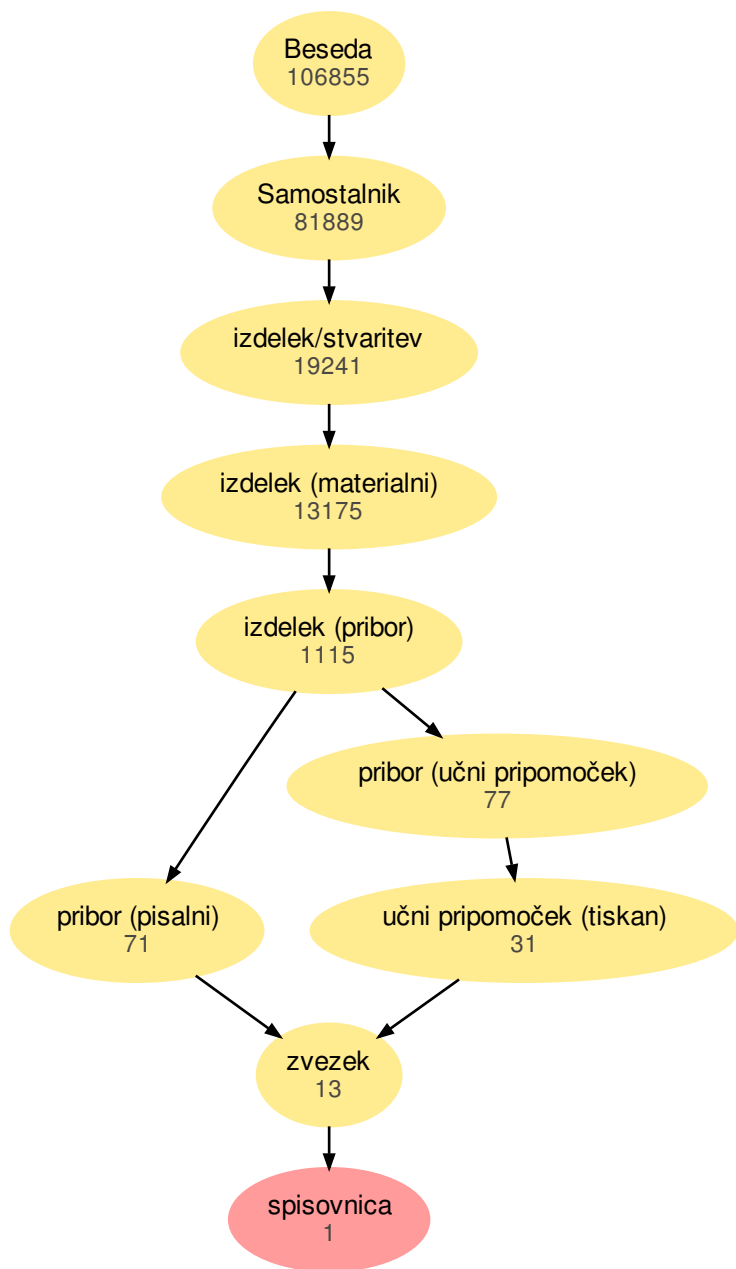 Beseda
106855
Samostalnik
81889
izdelek/stvaritev
19241
izdelek (materialni)
13175
izdelek (pribor)
1115
pribor (učni pripomoček)
77
pribor (pisalni)
71
učni pripomoček (tiskan)
31
zvezek
13
spisovnica
1